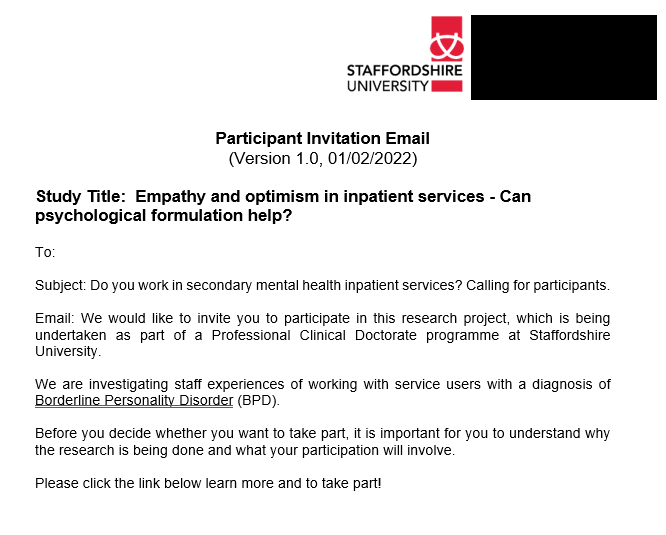 STAFFORDSHIRE
UNIVERSITY
Participant Invitation Email
(Version 1.0, 01/02/2022)
Study Title:  Empathy and optimism in inpatient services - Can
psychological formulation help?
To:
Subject: Do you work in secondary mental health inpatient services? Calling for participants.
Email: We would like to invite you to participate in this research project, which is being
undertaken as part of a Professional Clinical Doctorate programme at Staffordshire
University.
We are investigating staff experiences of working with service users with a diagnosis of
Borderline Personality Disorder (BPD).
Before you decide whether you want to take part, it is important for you to understand why
the research is being done and what your participation will involve.
Please click the link below learn more and to take part!